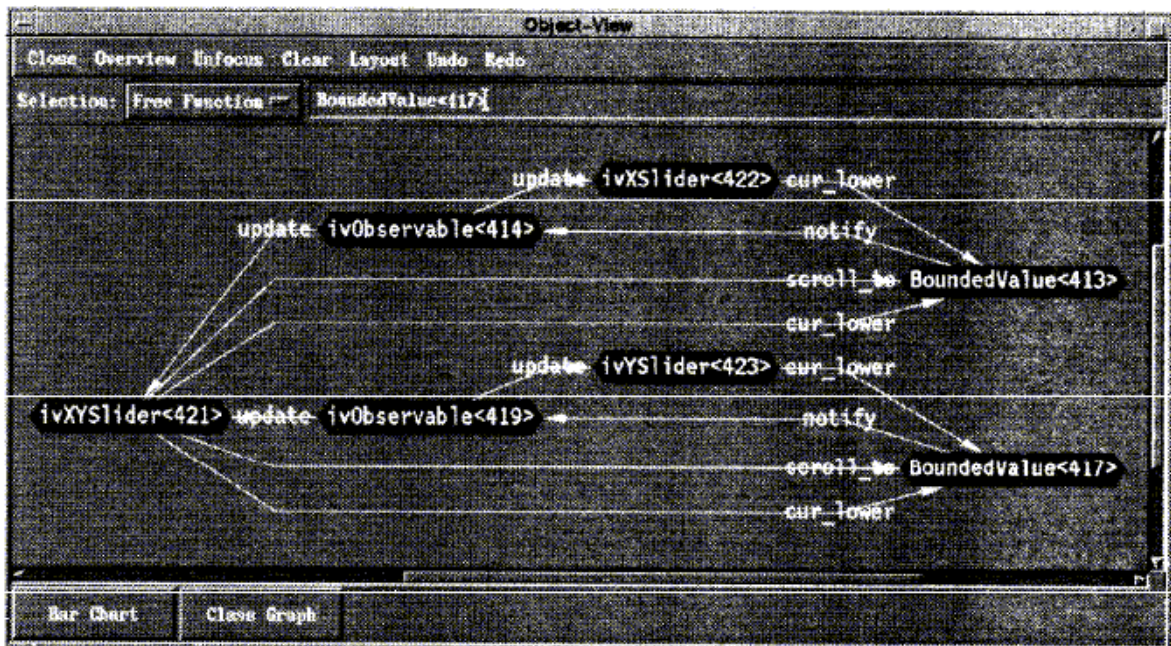 Object-View
Close Overview Unfocus Clear Layout Undo Redo
Selection: Free Function BoundedValue<417>
update ivXSlider<422> cur_lower
update ivObservable<414> notify
scroll_to BoundedValue<413>
cur_lower
update ivYSlider<423> cur_lower
ivXYSlider<421> update ivObservable<419> notify
scroll_to BoundedValue<417>
cur_lower
Bar Chart Class Graph